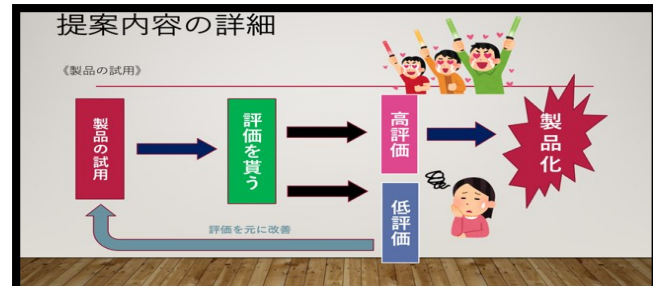 提案内容の詳細
《製品の試用》
製品の試用
評価を貰う
高評価
低評価
製品化
評価を元に改善